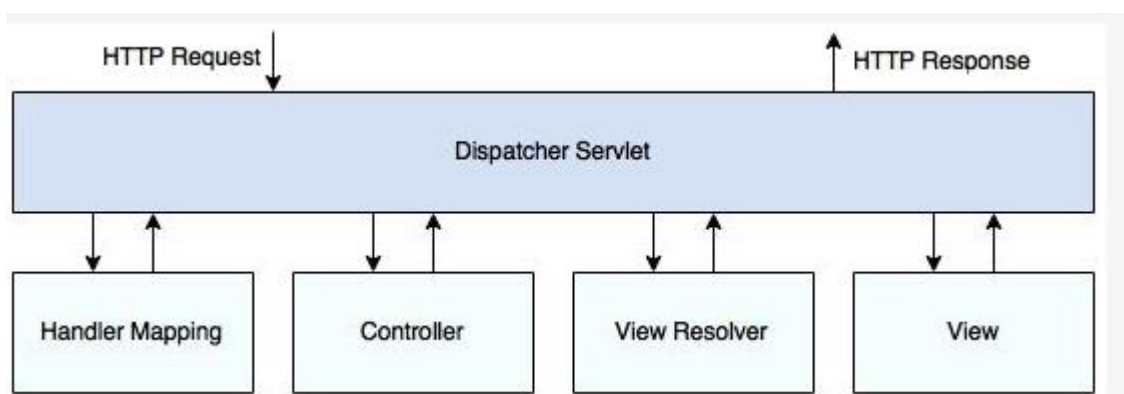 HTTP Request
HTTP Response
Dispatcher Servlet
Handler Mapping
Controller
View Resolver
View